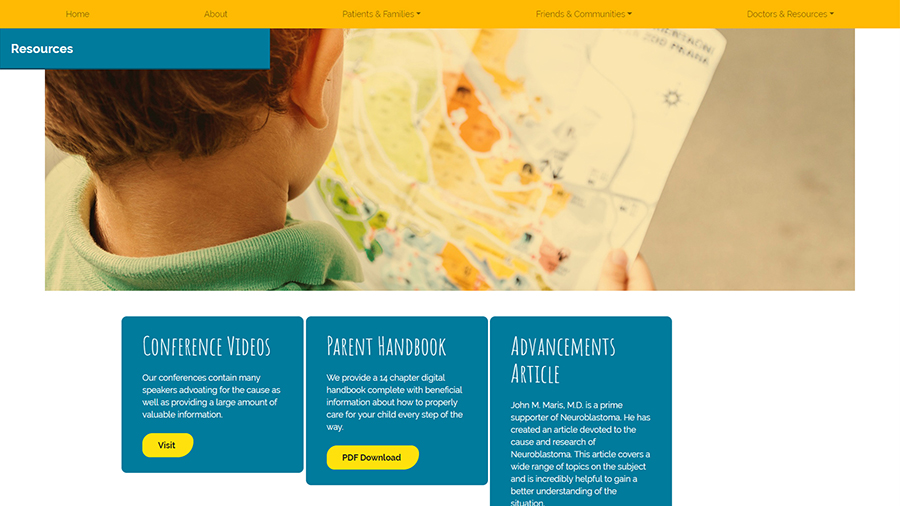 Home About Patients & Families Friends & Communities Doctors & Resources
Resources
2010 PRAHA
Conference Videos
Our conferences contain many
speakers advoating for the cause as
well as providing a large amount of
valuable information.
Visit
Parent Handbook
We provide a 14 chapter digital
handbook complete with beneficial
information about how to properly
care for your child every step of the
way.
PDF Download
Advancements
Article
John M. Maris, M.D. is a prime
supporter of Neuroblastoma. He has
created an article devoted to the
cause and research of
Neuroblastoma. This article covers a
wide range of topics on the subject
and is incredibly helpful to gain a
better understanding of the
situation.